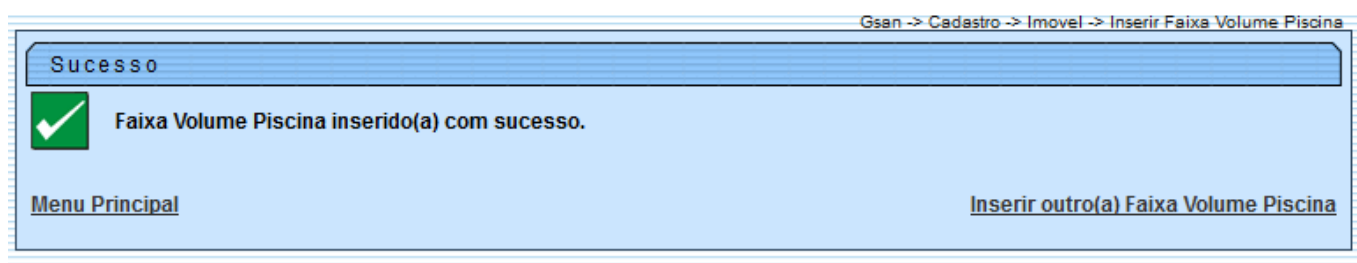 Gsan -> Cadastro -> Imovel -> Inserir Faixa Volume Piscina
Sucesso
Faixa Volume Piscina inserido(a) com sucesso.
Menu Principal
Inserir outro(a) Faixa Volume Piscina